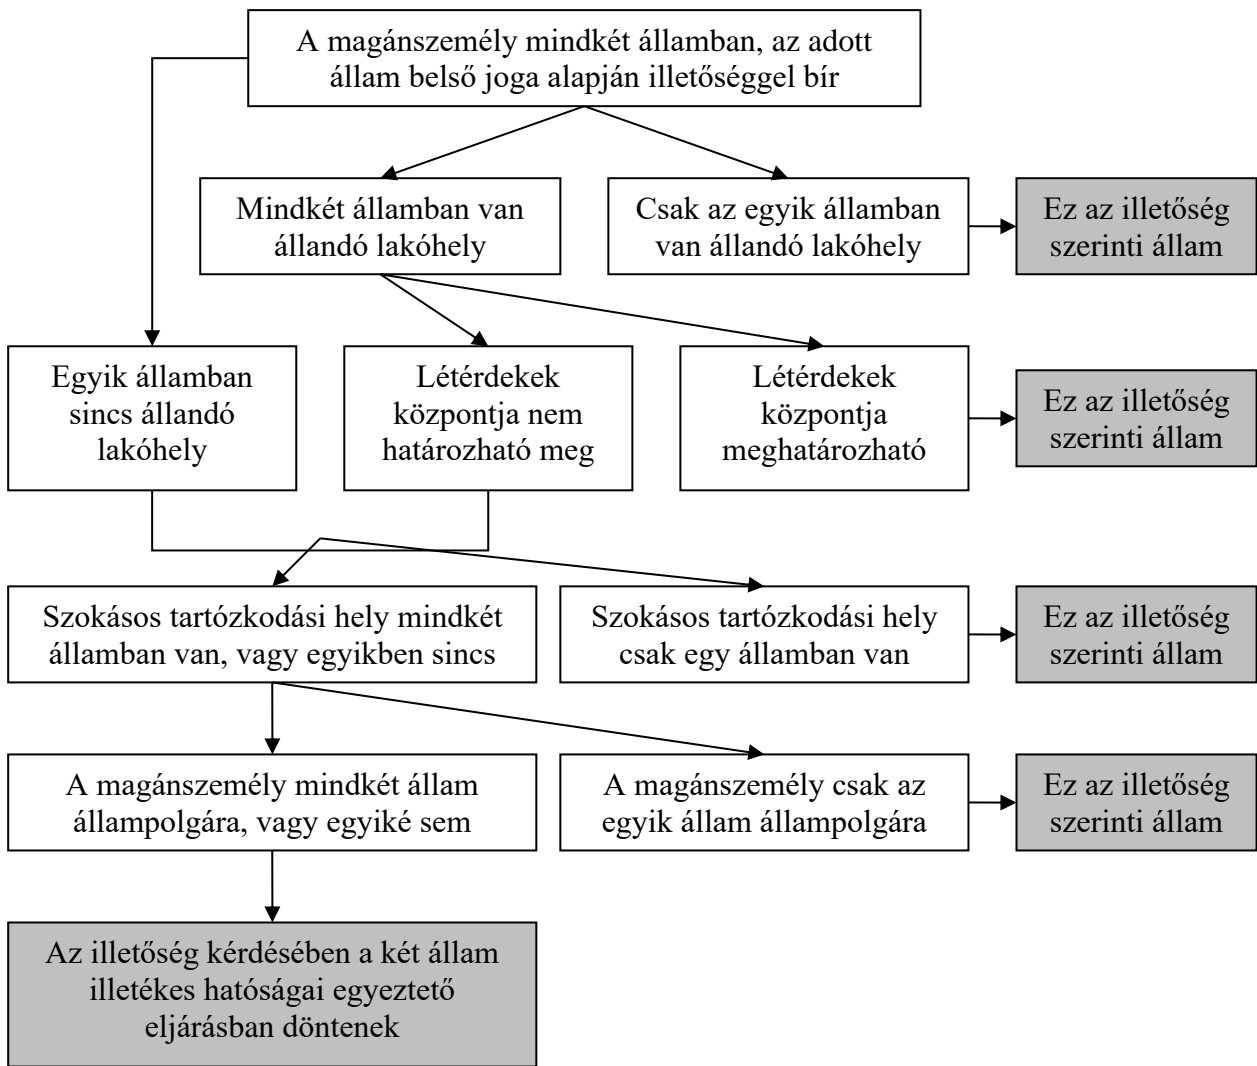 A magánszemély mindkét államban, az adott
állam belső joga alapján illetőséggel bír
Mindkét államban van
állandó lakóhely
Csak az egyik államban
van állandó lakóhely
Ez az illetőség
szerinti állam
Egyik államban
sincs állandó
lakóhely
Létérdekek
központja nem
határozható meg
Létérdekek
központja
meghatározható
Ez az illetőség
szerinti állam
Szokásos tartózkodási hely mindkét
államban van, vagy egyikben sincs
Szokásos tartózkodási hely
csak egy államban van
Ez az illetőség
szerinti állam
A magánszemély mindkét állam
állampolgára, vagy egyiké sem
A magánszemély csak az
egyik állam állampolgára
Ez az illetőség
szerinti állam
Az illetőség kérdésében a két állam
illetékes hatóságai egyeztető
eljárásban döntenek